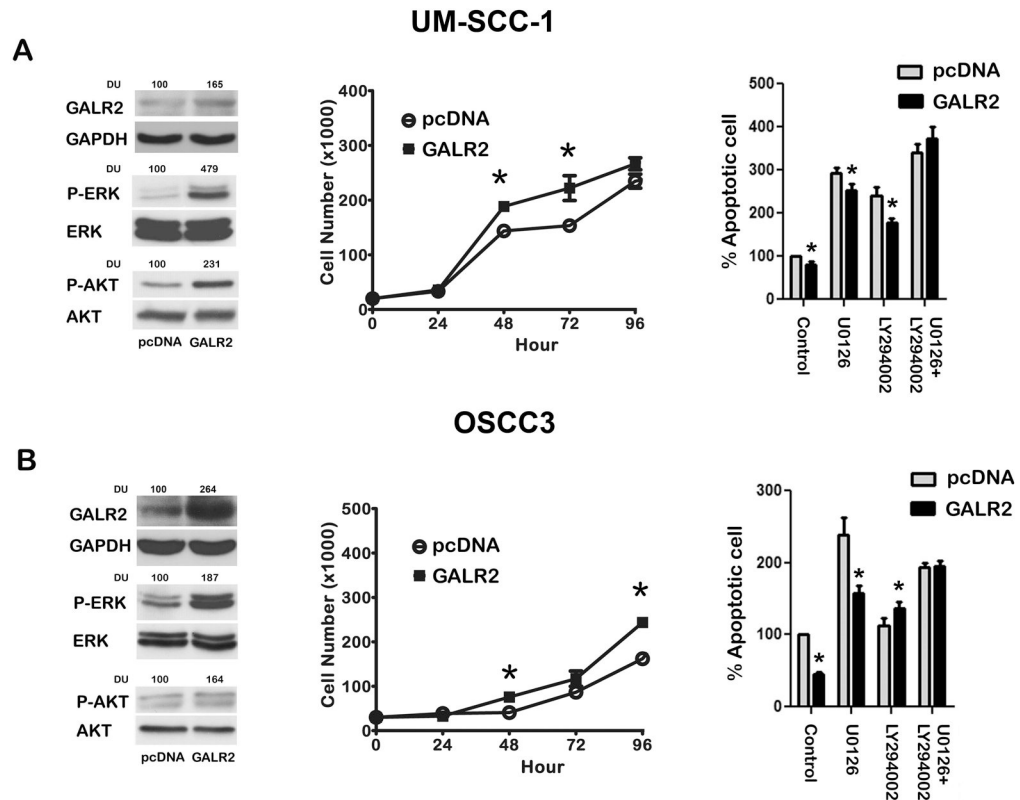 UM-SCC-1
A
DU 100 165
GALR2
GAPDH
DU 100 479
P-ERK
ERK
DU 100 231
P-AKT
AKT
pcDNA GALR2
Cell Number (x1000)
400
300
200
100
0
pcDNA
GALR2
*
*
0 24 48 72 96
Hour
% Apoptotic cell
500
400
300
200
100
0
pcDNA
GALR2
*
*
*
Control
U0126
LY294002
U0126+
LY294002
OSCC3
B
DU 100 264
GALR2
GAPDH
DU 100 187
P-ERK
ERK
DU 100 164
P-AKT
AKT
pcDNA GALR2
Cell Number (x1000)
500
400
300
200
100
0
pcDNA
GALR2
*
*
0 24 48 72 96
Hour
% Apoptotic cell
300
200
100
0
pcDNA
GALR2
*
*
*
Control
U0126
LY294002
U0126+
LY294002